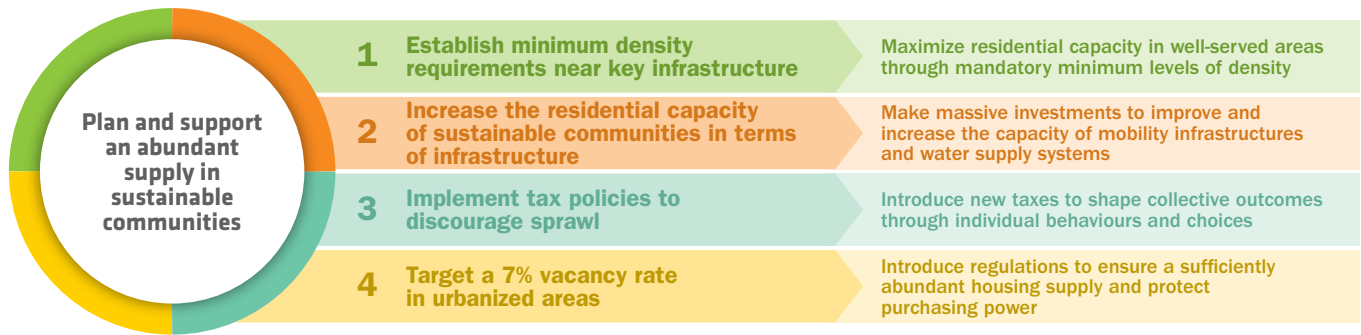 Plan and support
an abundant
supply in
sustainable
communities
1
Establish minimum density
requirements near key infrastructure
Maximize residential capacity in well-served areas
through mandatory minimum levels of density
2
Increase the residential capacity
of sustainable communities in terms
of infrastructure
Make massive investments to improve and
increase the capacity of mobility infrastructures
and water supply systems
3
Implement tax policies to
discourage sprawl
Introduce new taxes to shape collective outcomes
through individual behaviours and choices
4
Target a 7% vacancy rate
in urbanized areas
Introduce regulations to ensure a sufficiently
abundant housing supply and protect
purchasing power